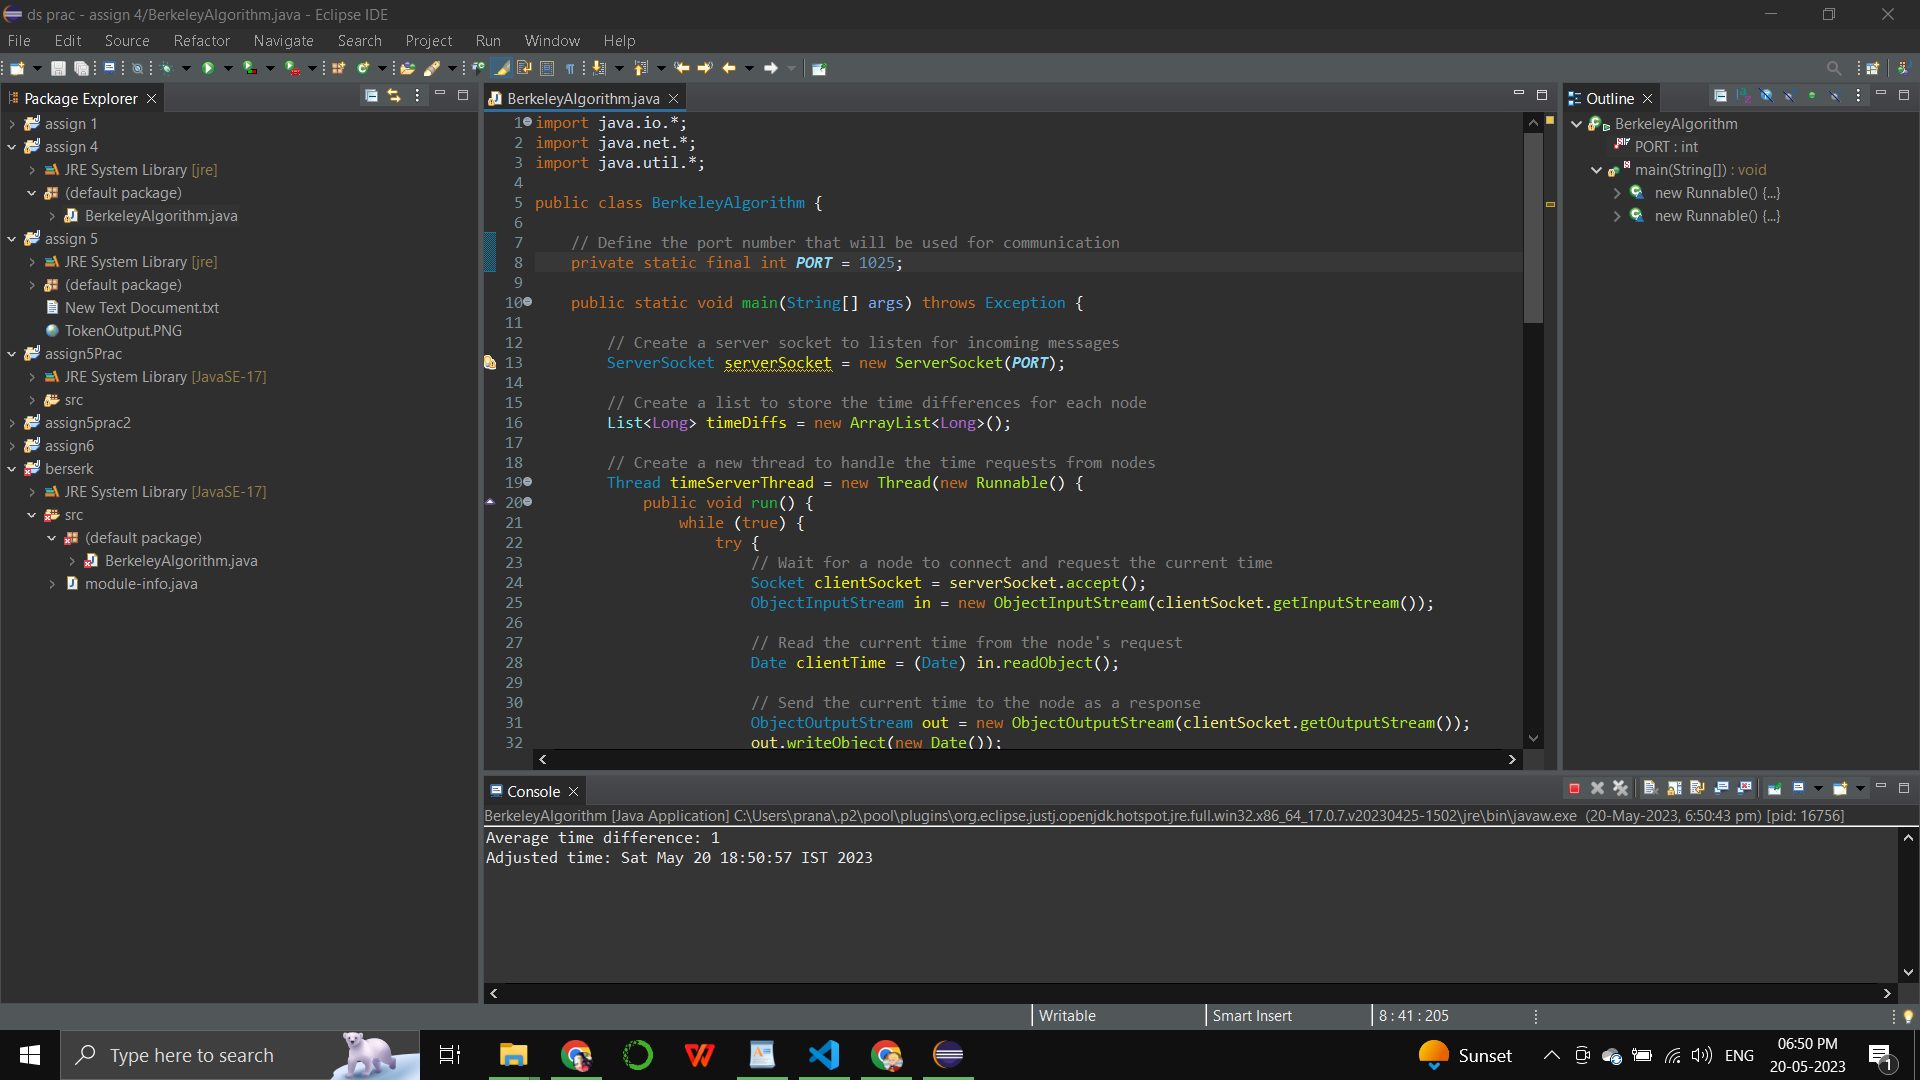 ds prac - assign 4/BerkeleyAlgorithm.java - Eclipse IDE
File Edit Source Refactor Navigate Search Project Run Window Help
Package Explorer
assign 1
assign 4
JRE System Library [jre]
(default package)
BerkeleyAlgorithm.java
assign 5
JRE System Library [jre]
(default package)
New Text Document.txt
TokenOutput.PNG
assign5Prac
JRE System Library [JavaSE-17]
src
assign5prac2
assign6
berserk
JRE System Library [JavaSE-17]
src
(default package)
BerkeleyAlgorithm.java
module-info.java
BerkeleyAlgorithm.java
1 import java.io.*;
2 import java.net.*;
3 import java.util.*;
4
5 public class BerkeleyAlgorithm {
6
7 // Define the port number that will be used for communication
8 private static final int PORT = 1025;
9
10 public static void main(String[] args) throws Exception {
11
12 // Create a server socket to listen for incoming messages
13 ServerSocket serverSocket = new ServerSocket(PORT);
14
15 // Create a list to store the time differences for each node
16 List<Long> timeDiffs = new ArrayList<Long>();
17
18 // Create a new thread to handle the time requests from nodes
19 Thread timeServerThread = new Thread(new Runnable() {
20 public void run() {
21 while (true) {
22 try {
23 // Wait for a node to connect and request the current time
24 Socket clientSocket = serverSocket.accept();
25 ObjectInputStream in = new ObjectInputStream(clientSocket.getInputStream());
26
27 // Read the current time from the node's request
28 Date clientTime = (Date) in.readObject();
29
30 // Send the current time to the node as a response
31 ObjectOutputStream out = new ObjectOutputStream(clientSocket.getOutputStream());
32 out.writeObject(new Date());
Outline
BerkeleyAlgorithm
PORT : int
main(String[]) : void
new Runnable() {...}
new Runnable() {...}
Console
BerkeleyAlgorithm [Java Application] C:\Users\prana\.p2\pool\plugins\org.eclipse.justj.openjdk.hotspot.jre.full.win32.x86_64_17.0.7.v20230425-1502\jre\bin\javaw.exe (20-May-2023, 6:50:43 pm) [pid: 16756]
Average time difference: 1
Adjusted time: Sat May 20 18:50:57 IST 2023
Writable Smart Insert 8 : 41 : 205
Type here to search
Sunset
ENG
06:50 PM
20-05-2023
1